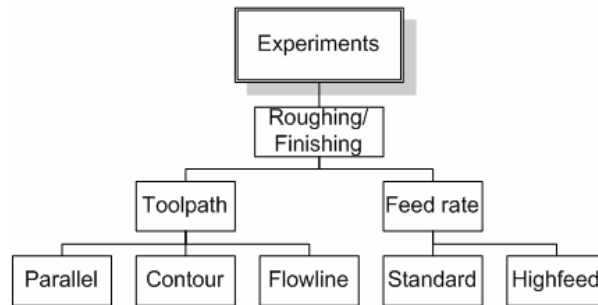 Experiments
Roughing/
Finishing
Toolpath
Feed rate
Parallel
Contour
Flowline
Standard
Highfeed